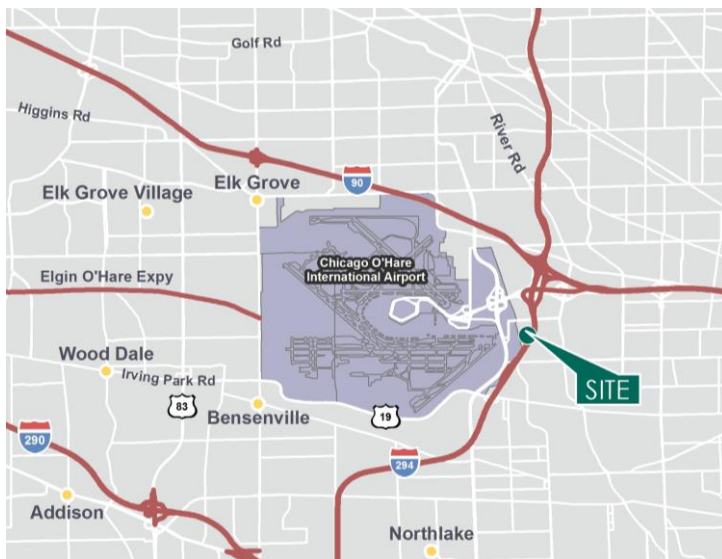 Golf Rd
Higgins Rd
River Rd
Elk Grove
90
Elk Grove Village
Chicago O'Hare
International Airport
Elgin O'Hare Expy
Wood Dale
Irving Park Rd
SITE
83
Bensenville
19
290
294
Addison
Northlake